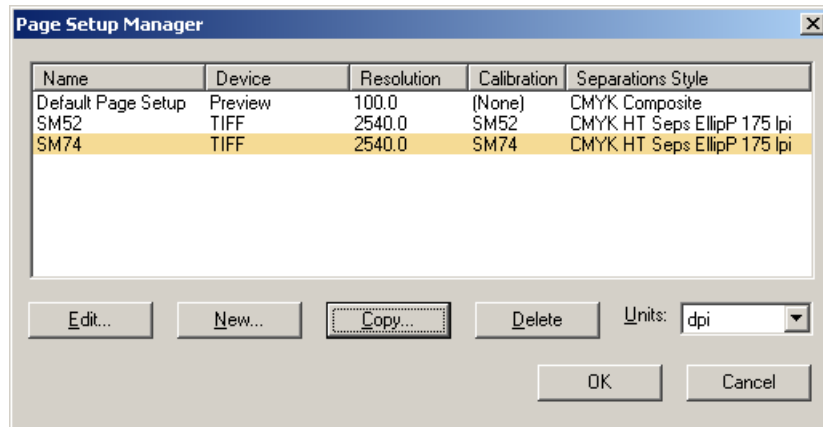 Page Setup Manager
Name Device Resolution Calibration Separations Style
Default Page Setup Preview 100.0 (None) CMYK Composite
SM52 TIFF 2540.0 SM52 CMYK HT Seps EllipP 175 lpi
SM74 TIFF 2540.0 SM74 CMYK HT Seps EllipP 175 lpi
Edit... New... Copy... Delete Units: dpi
OK Cancel